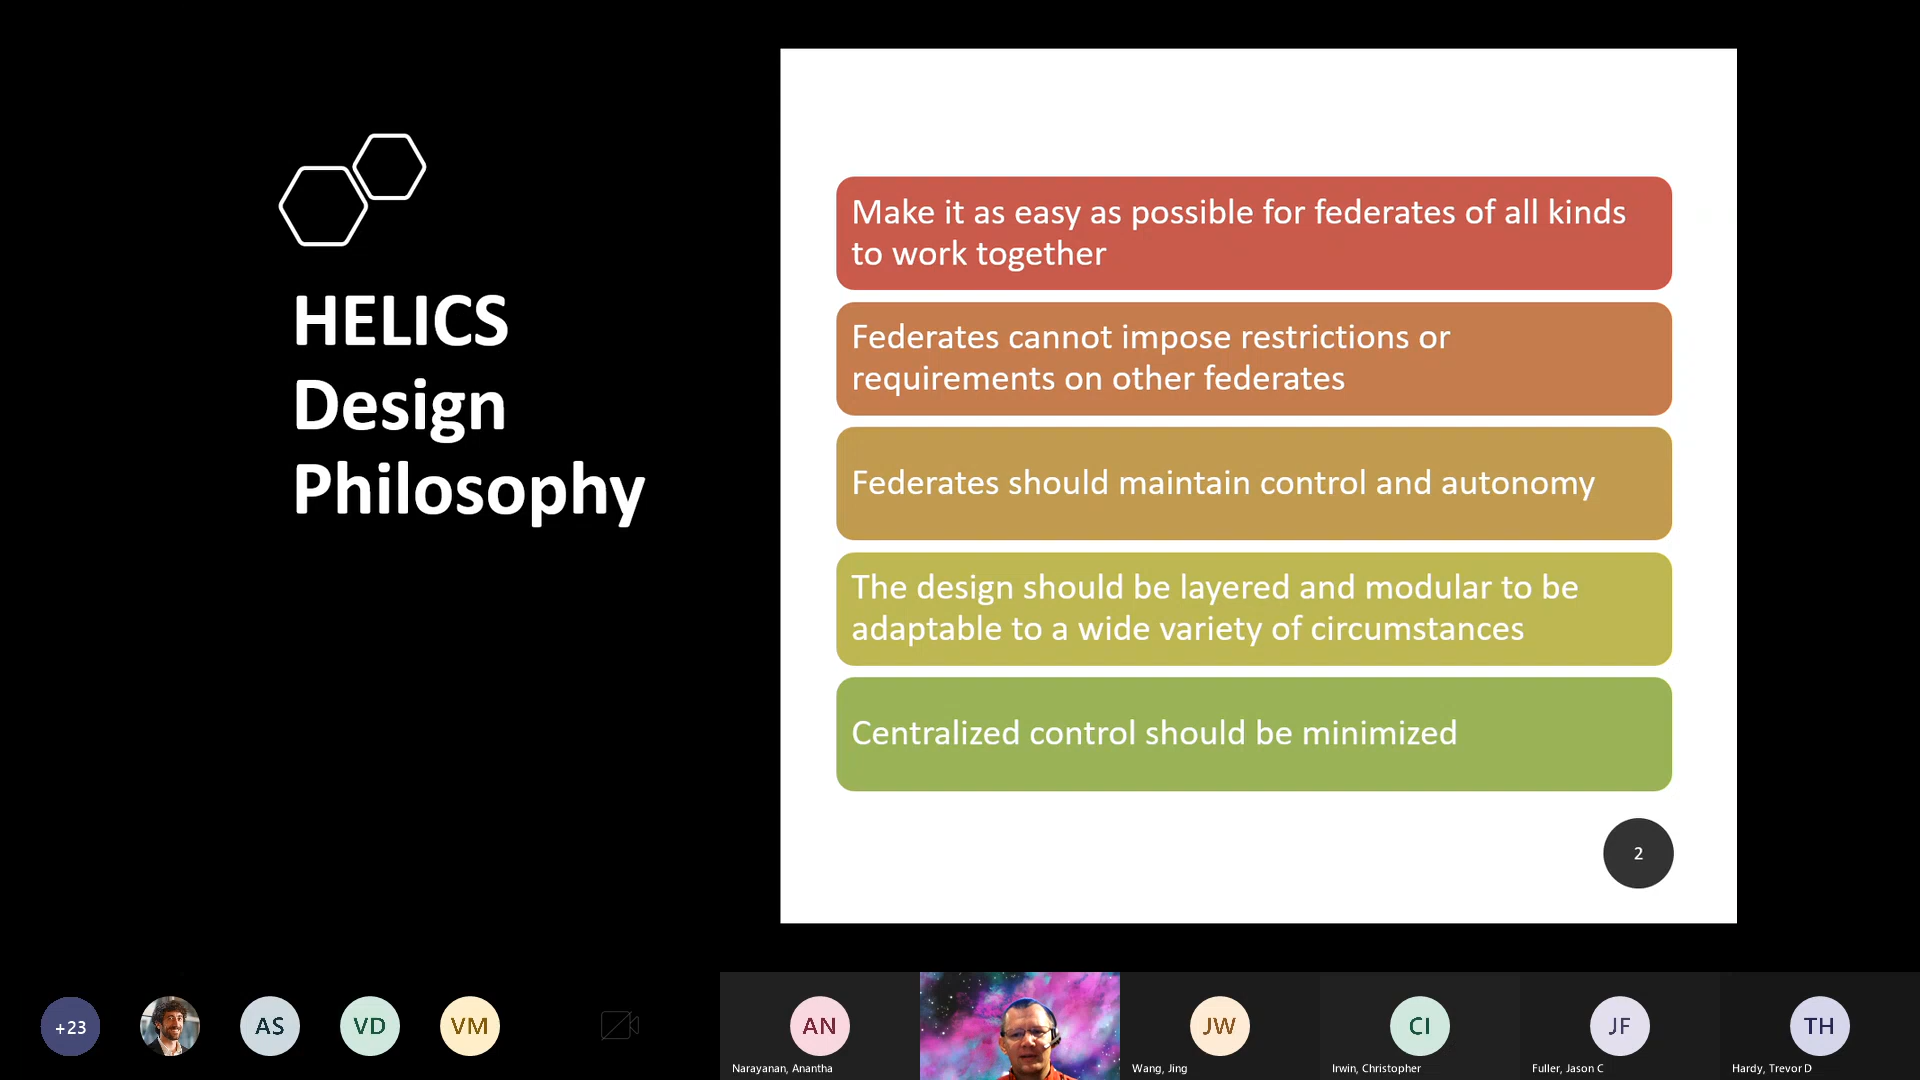 HELICS
Design
Philosophy
Make it as easy as possible for federates of all kinds
to work together
Federates cannot impose restrictions or
requirements on other federates
Federates should maintain control and autonomy
The design should be layered and modular to be
adaptable to a wide variety of circumstances
Centralized control should be minimized
2
+23
AS
VD
VM
AN
Narayanan, Anantha
JW
Wang, Jing
CI
Irwin, Christopher
JF
Fuller, Jason C
TH
Hardy, Trevor D